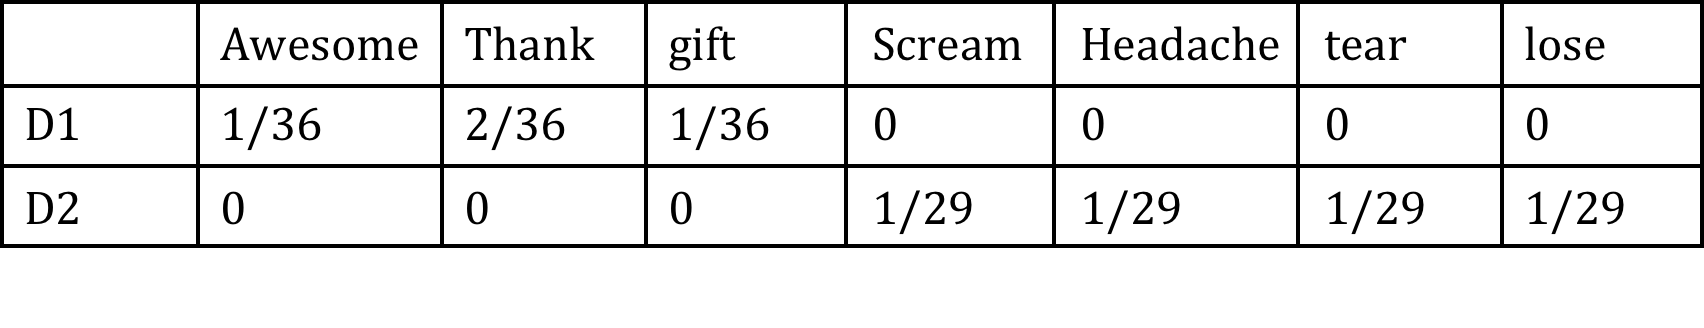 Awesome Thank gift Scream Headache tear lose
D1 1/36 2/36 1/36 0 0 0 0
D2 0 0 0 1/29 1/29 1/29 1/29